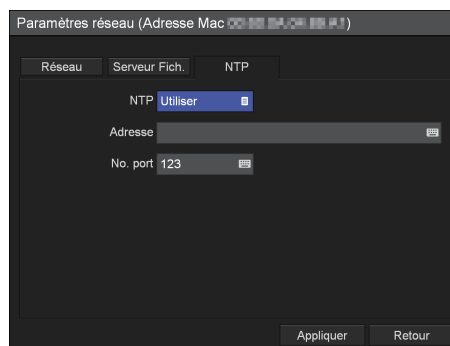 Paramètres réseau (Adresse Mac )
Réseau Serveur Fich. NTP
NTP Utiliser
Adresse
No. port 123
Appliquer Retour